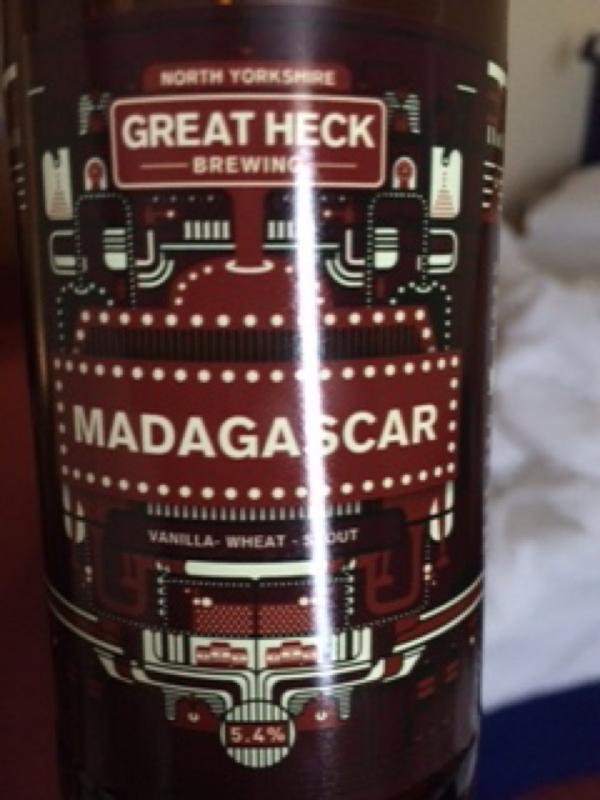 NORTH YORKSHIRE
GREAT HECK
BREWING
MADAGASCAR
VANILLA- WHEAT - STOUT
5.4%